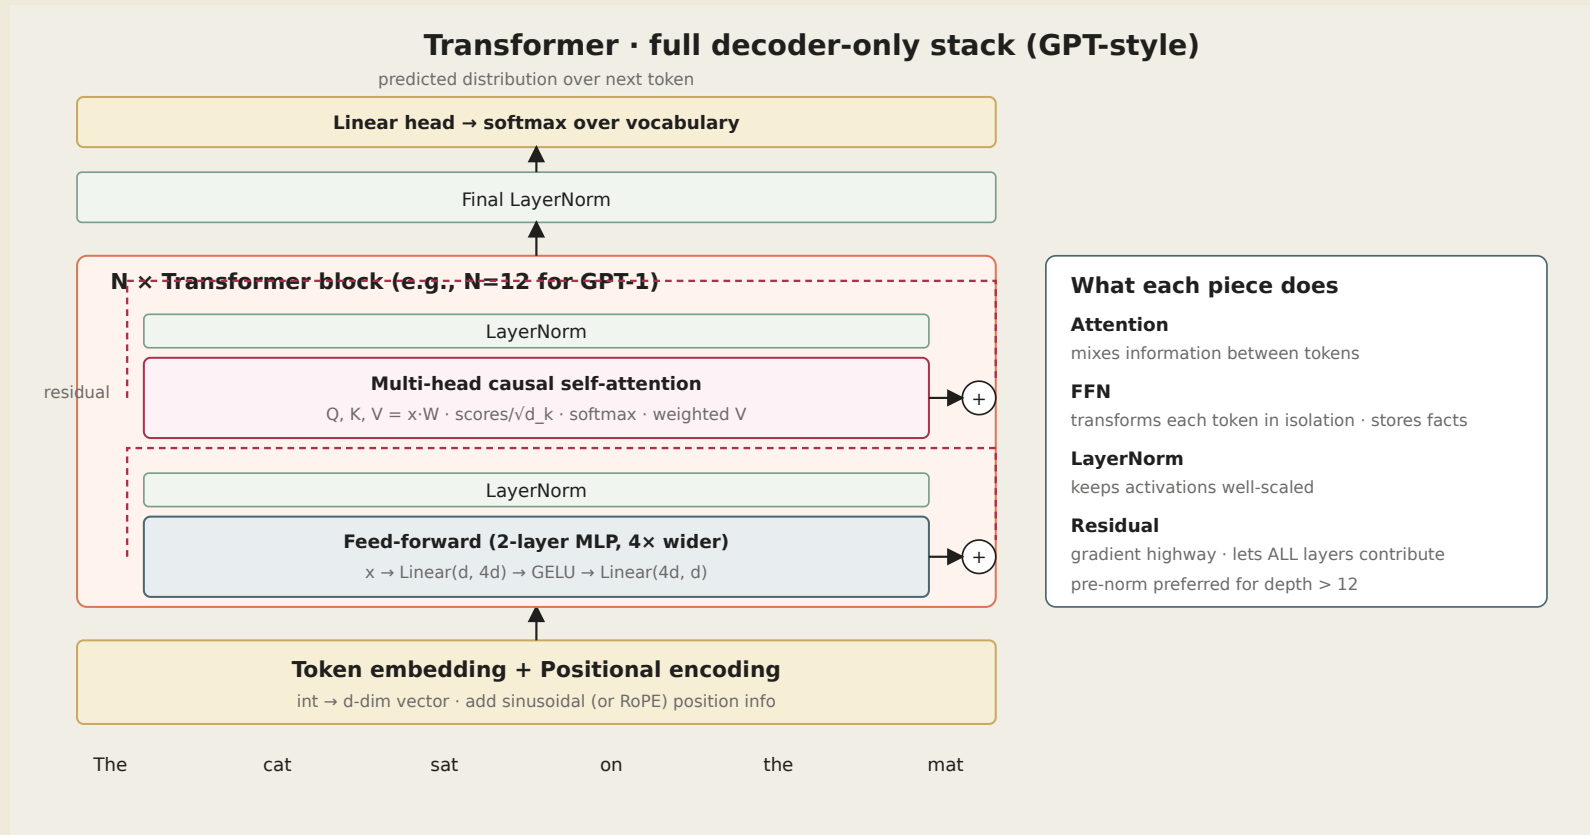 Transformer · full decoder-only stack (GPT-style)
predicted distribution over next token
Linear head → softmax over vocabulary
Final LayerNorm
N × Transformer block (e.g., N=12 for GPT-1)
LayerNorm
Multi-head causal self-attention
Q, K, V = x·W · scores/√d_k · softmax · weighted V
+
residual
LayerNorm
Feed-forward (2-layer MLP, 4× wider)
x → Linear(d, 4d) → GELU → Linear(4d, d)
+
Token embedding + Positional encoding
int → d-dim vector · add sinusoidal (or RoPE) position info
The cat sat on the mat
What each piece does
Attention
mixes information between tokens
FFN
transforms each token in isolation · stores facts
LayerNorm
keeps activations well-scaled
Residual
gradient highway · lets ALL layers contribute
pre-norm preferred for depth > 12